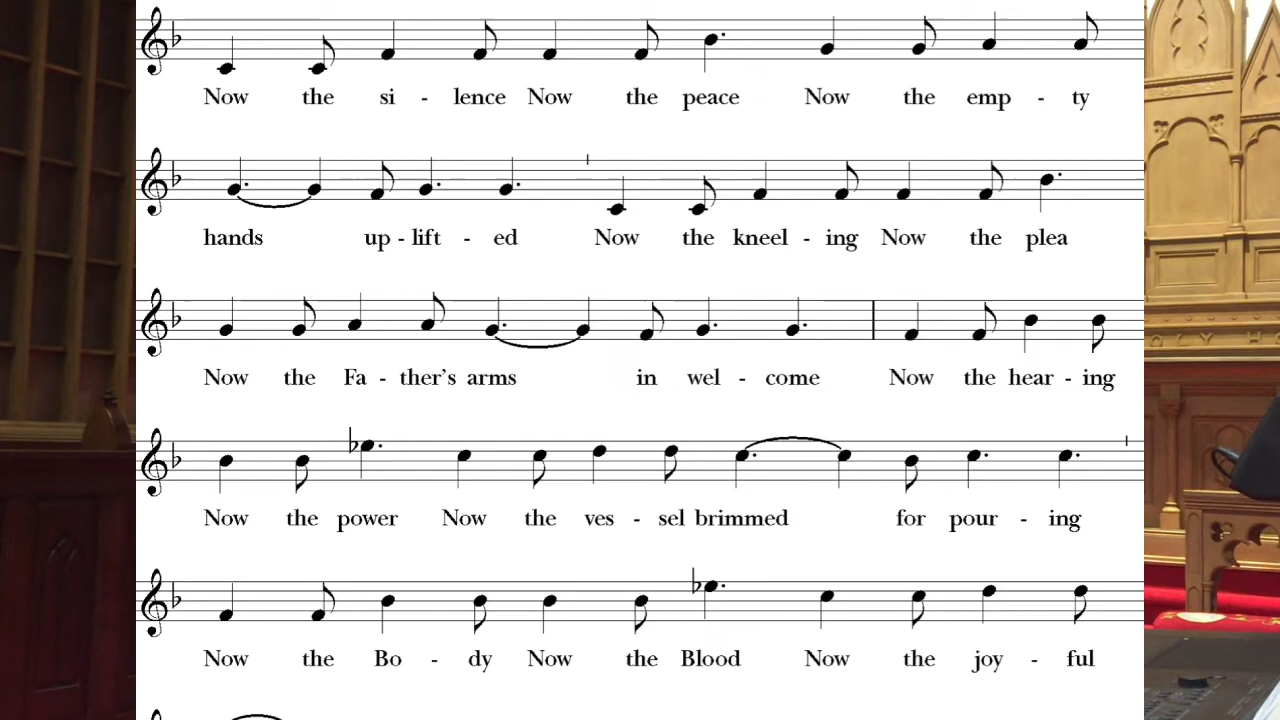 Now the si - lence Now the peace Now the emp - ty
hands up - lift - ed Now the kneel - ing Now the plea
Now the Fa - ther's arms in wel - come Now the hear - ing
Now the power Now the ves - sel brimmed for pour - ing
Now the Bo - dy Now the Blood Now the joy - ful